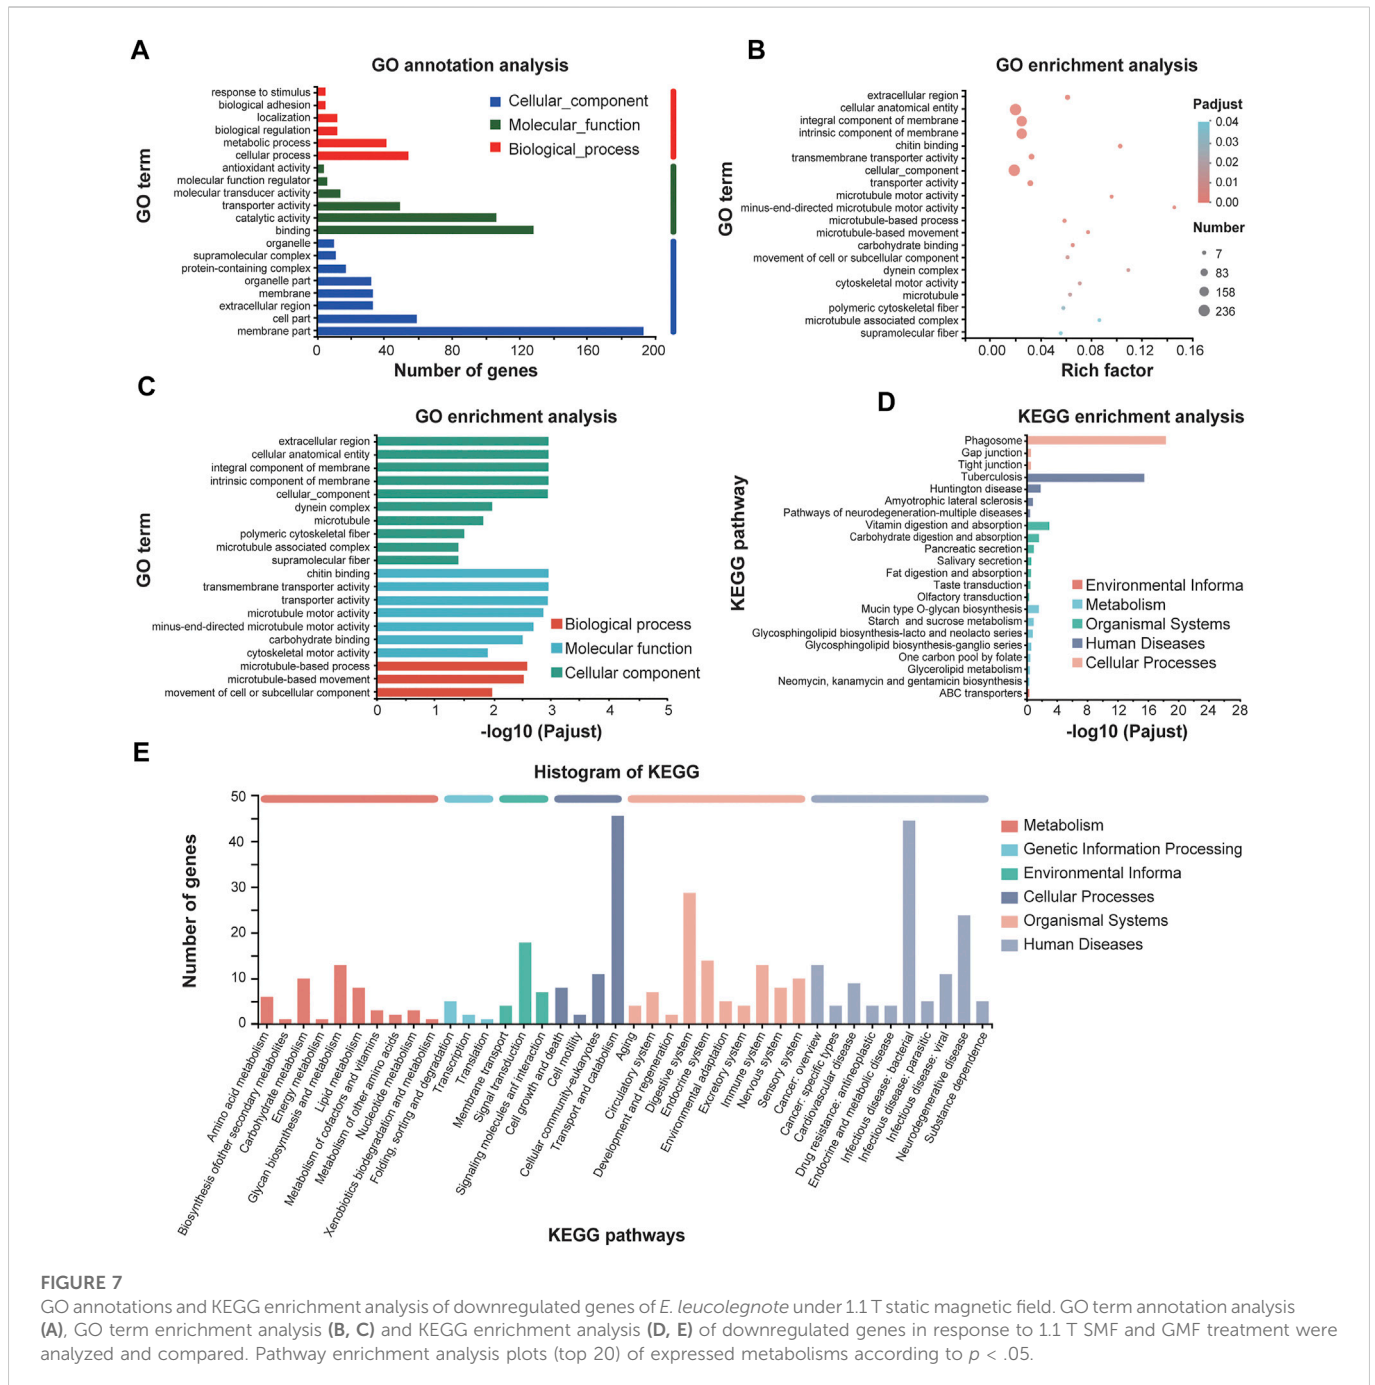 A
GO annotation analysis
GO term
response to stimulus
biological adhesion
localization
biological regulation
metabolic process
cellular process
antioxidant activity
molecular function regulator
molecular transducer activity
transporter activity
catalytic activity
binding
organelle
supramolecular complex
protein-containing complex
organelle part
membrane
extracellular region
cell part
membrane part
Cellular_component
Molecular_function
Biological_process
0 40 80 120 160 200
Number of genes
B
GO enrichment analysis
GO term
extracellular region
cellular anatomical entity
integral component of membrane
intrinsic component of membrane
chitin binding
transmembrane transporter activity
cellular_component
transporter activity
microtubule motor activity
minus-end-directed microtubule motor activity
microtubule-based process
microtubule-based movement
carbohydrate binding
movement of cell or subcellular component
dynein complex
cytoskeletal motor activity
microtubule
polymeric cytoskeletal fiber
microtubule associated complex
supramolecular fiber
0.00 0.04 0.08 0.12 0.16
Rich factor
Padjust
0.04
0.03
0.02
0.01
0.00
Number
7
83
158
236
C
GO enrichment analysis
GO term
extracellular region
cellular anatomical entity
integral component of membrane
intrinsic component of membrane
cellular_component
dynein complex
microtubule
polymeric cytoskeletal fiber
microtubule associated complex
supramolecular fiber
chitin binding
transmembrane transporter activity
transporter activity
microtubule motor activity
minus-end-directed microtubule motor activity
carbohydrate binding
cytoskeletal motor activity
microtubule-based process
microtubule-based movement
movement of cell or subcellular component
Biological process
Molecular function
Cellular component
0 1 2 3 4 5
-log10 (Pajust)
D
KEGG enrichment analysis
KEGG pathway
Phagosome
Gap junction
Tight junction
Tuberculosis
Huntington disease
Amyotrophic lateral sclerosis
Pathways of neurodegeneration-multiple diseases
Vitamin digestion and absorption
Carbohydrate digestion and absorption
Pancreatic secretion
Salivary secretion
Fat digestion and absorption
Taste transduction
Olfactory transduction
Mucin type O-glycan biosynthesis
Starch and sucrose metabolism
Glycosphingolipid biosynthesis-lacto and neolacto series
Glycosphingolipid biosynthesis-ganglio series
One carbon pool by folate
Glycerolipid metabolism
Neomycin, kanamycin and gentamicin biosynthesis
ABC transporters
Environmental Informa
Metabolism
Organismal Systems
Human Diseases
Cellular Processes
0 4 8 12 16 20 24 28
-log10 (Pajust)
E
Histogram of KEGG
Number of genes
50
40
30
20
10
0
Metabolism
Genetic Information Processing
Environmental Informa
Cellular Processes
Organismal Systems
Human Diseases
Amino acid metabolism
Biosynthesis ofother secondary metabolites
Carbohydrate metabolism
Energy metabolism
Glycan biosynthesis and metabolism
Lipid metabolism
Metabolism of cofactors and vitamins
Metabolism of other amino acids
Nucleotide metabolism
Xenobiotics biodegradation and metabolism
Folding, sorting and degradation
Transcription
Translation
Membrane transport
Signal transduction
Signaling molecules anf interaction
Cell growth and death
Cell motility
Cellular community-eukaryotes
Transport and catabolism
Aging
Circulatory system
Development and regeneration
Digestive system
Endocrine system
Environmental adaptation
Excretory system
Immune system
Nervous system
Sensory system
Cancer: overview
Cancer: specific types
Cardiovascular disease
Drug resistance: antineoplastic
Endocrine and metabolic disease
Infectious disease: bacterial
Infectious disease: parasitic
Infectious disease: viral
Neurodegenerative disease
Substance dependence
KEGG pathways
FIGURE 7
GO annotations and KEGG enrichment analysis of downregulated genes of E. leucolegnote under 1.1 T static magnetic field. GO term annotation analysis
(A), GO term enrichment analysis (B, C) and KEGG enrichment analysis (D, E) of downregulated genes in response to 1.1 T SMF and GMF treatment were
analyzed and compared. Pathway enrichment analysis plots (top 20) of expressed metabolisms according to p < .05.